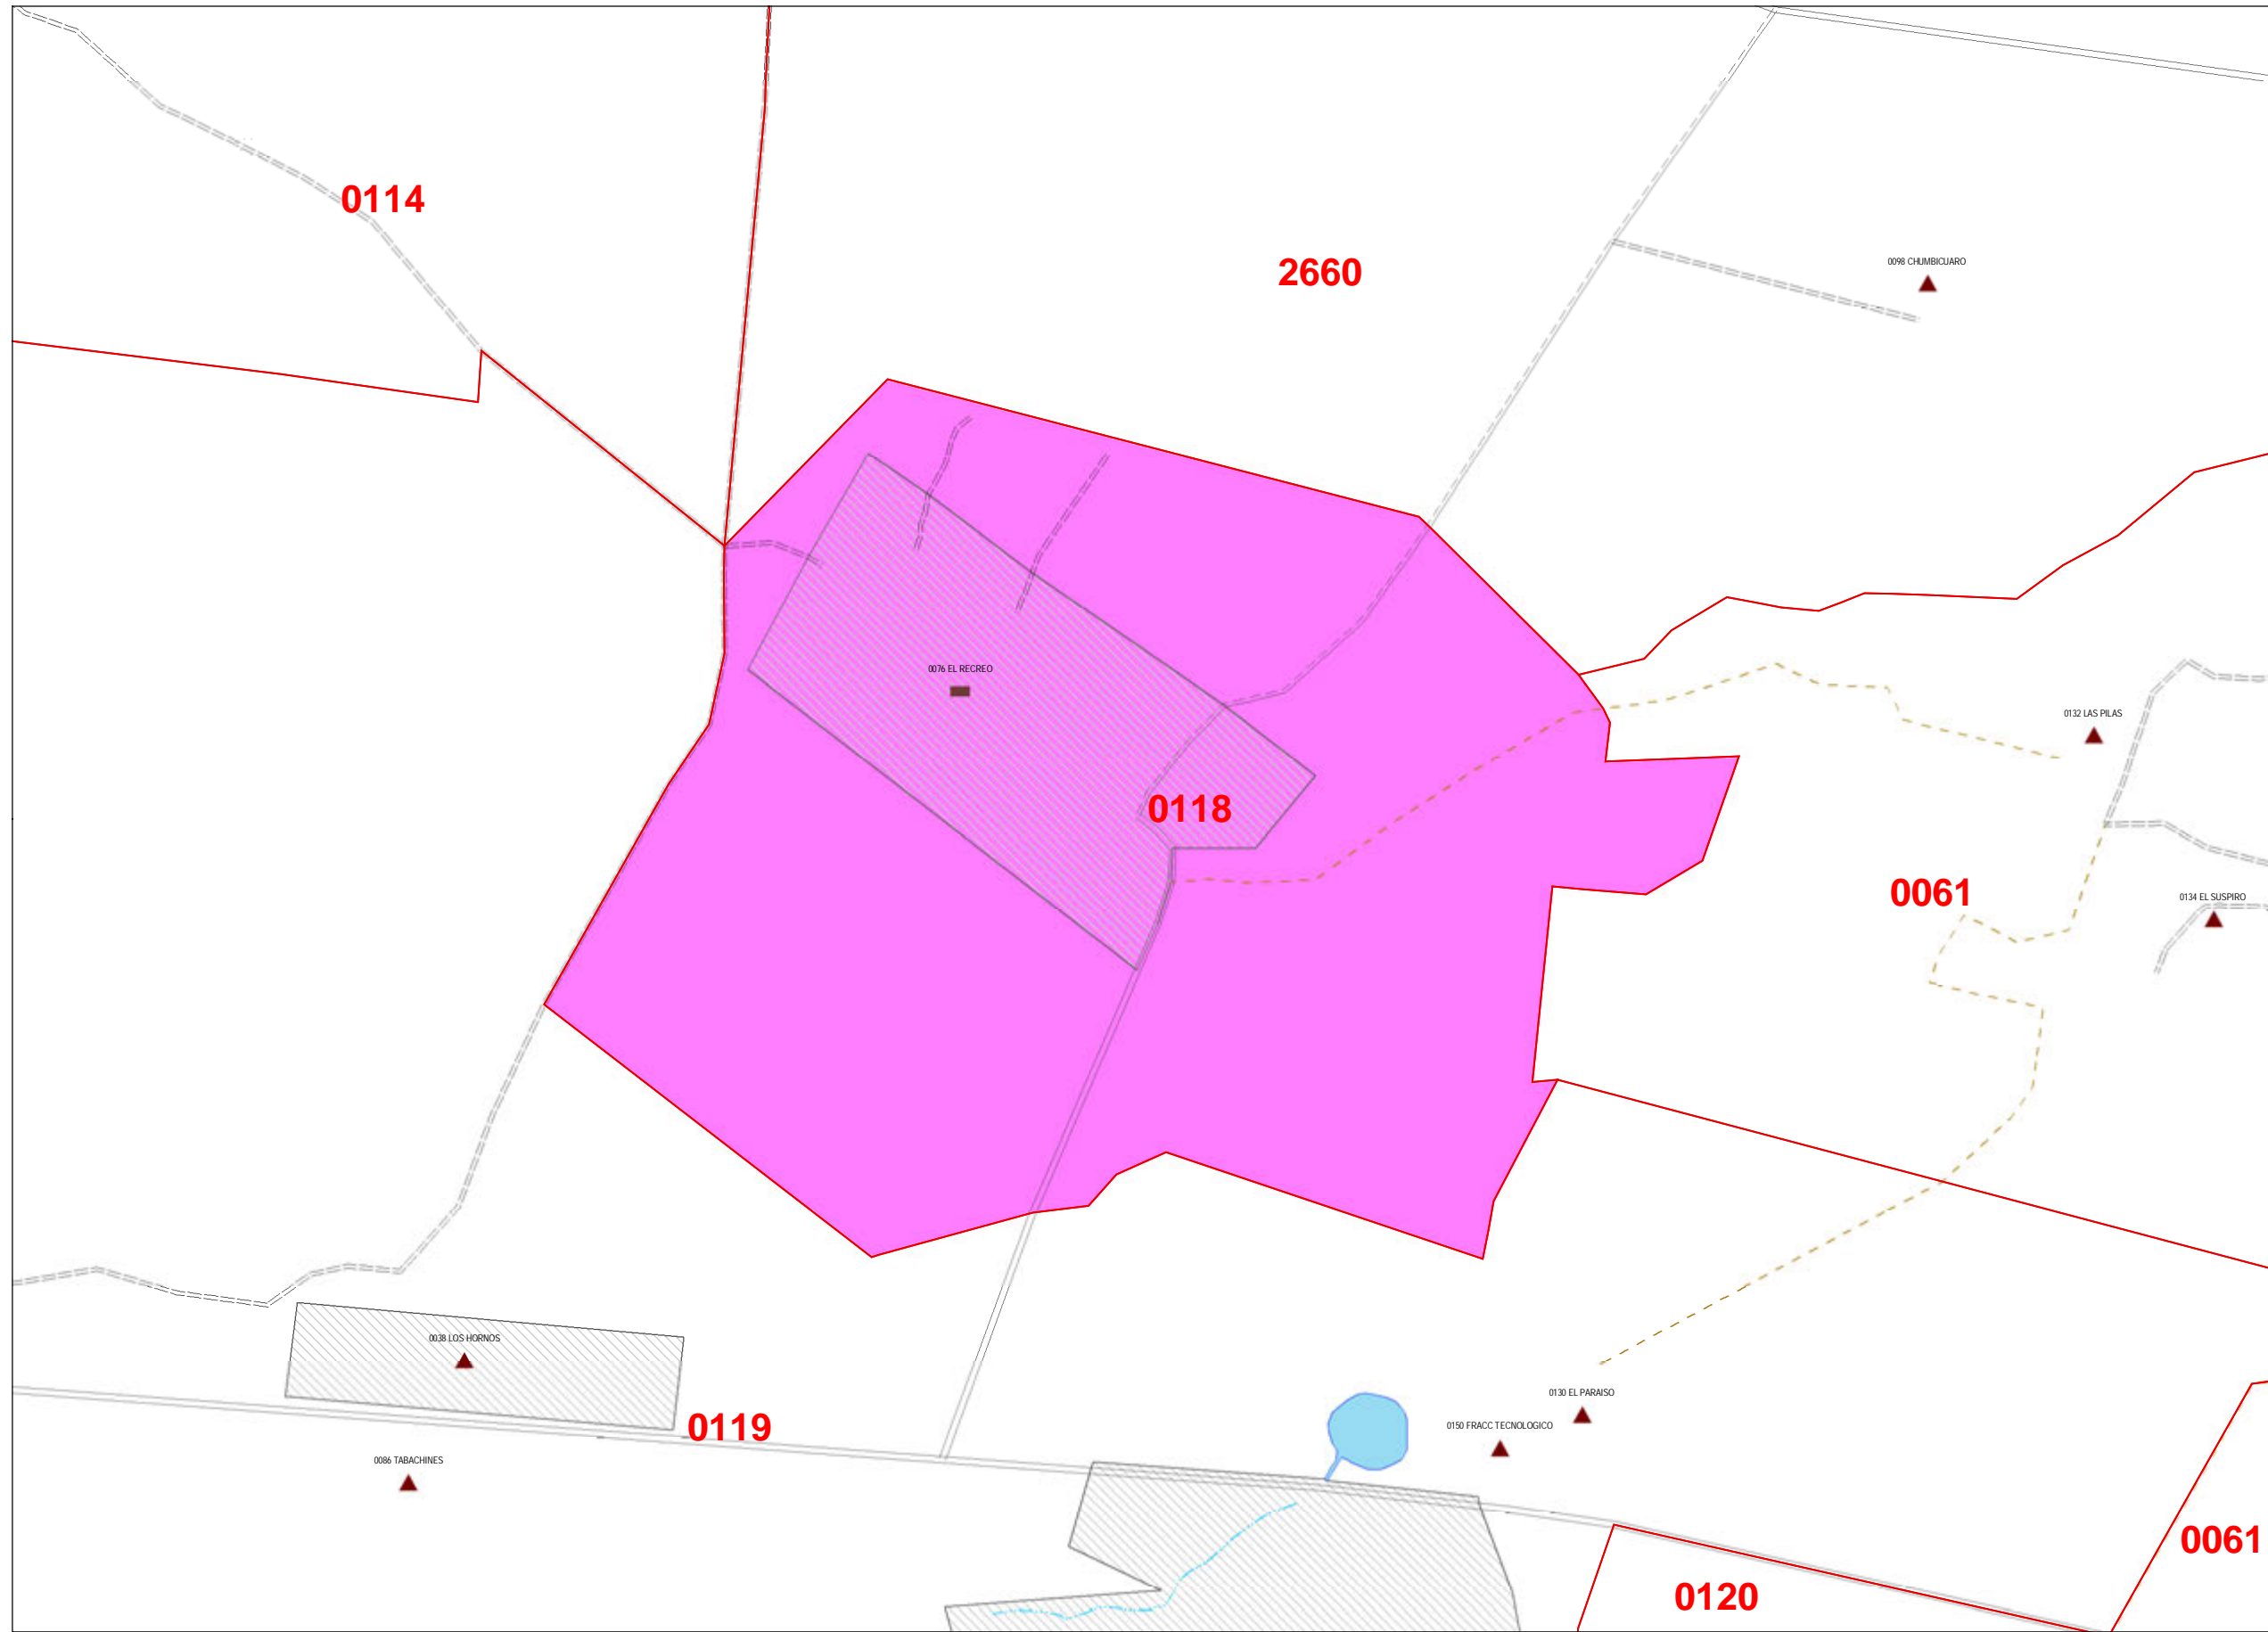 0114
2660
0098 CHUMBICUARO
0076 EL RECREO
0132 LAS PILAS
0118
0061
0134 EL SUSPIRO
0038 LOS HORNOS
0130 EL PARAISO
0150 FRACC TECNOLOGICO
0119
0086 TABACHINES
0061
0120